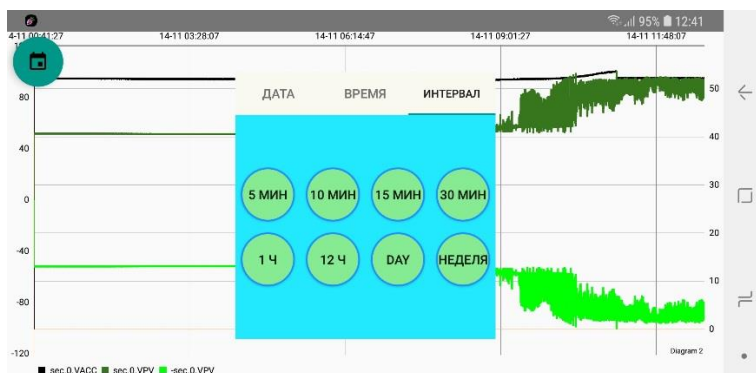 95% 12:41
4-11 00:41:27 14-11 03:28:07 14-11 06:14:47 14-11 09:01:27 14-11 11:48:07
ДАТА ВРЕМЯ ИНТЕРВАЛ
80
40
0
-40
-80
-120
5 МИН 10 МИН 15 МИН 30 МИН
1 Ч 12 Ч DAY НЕДЕЛЯ
50
40
30
20
10
0
Diagram 2
sec.0.VACC sec.0.VPV -sec.0.VPV